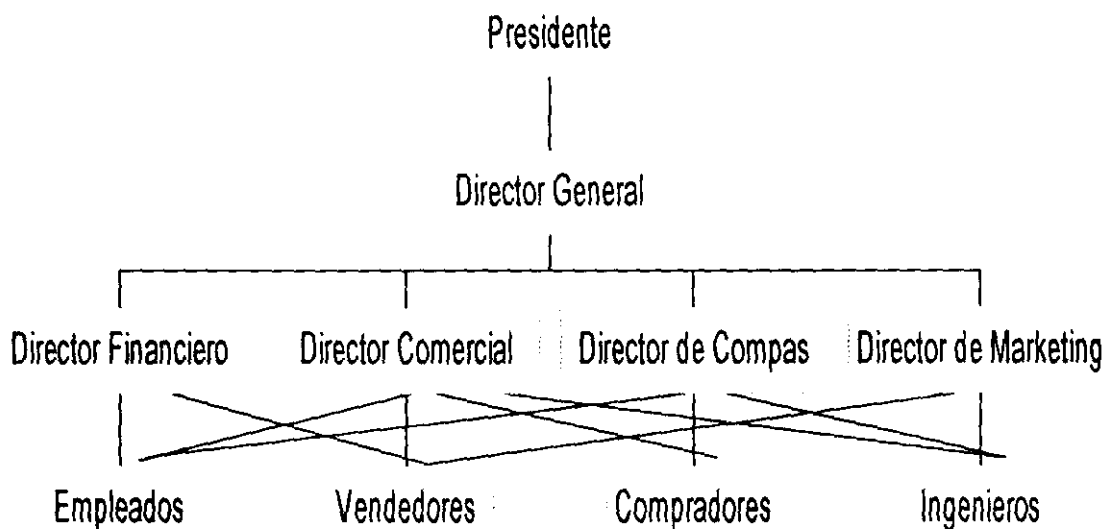 Presidente
Director General
Director Financiero Director Comercial Director de Compas Director de Marketing
Empleados Vendedores Compradores Ingenieros